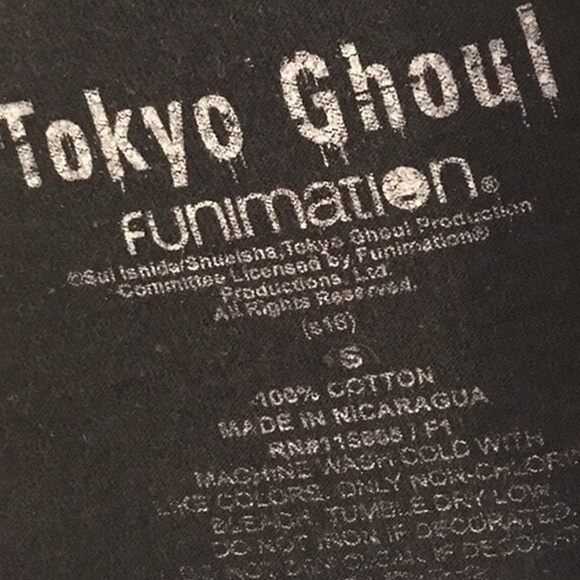 Tokyo Ghoul
FUnimation®
©Sui Ishida/Shueisha,Tokyo Ghoul Production
Committee Licensed by Funimation®
Productions, Ltd.
All Rights Reserved.
(s16)
S
100% COTTON
MADE IN NICARAGUA
MACHINE WASH COLD WITH
LIKE COLORS. ONLY NON-CHLORIN
BLEACH. TUMBLE DRY LOW.
DO NOT IRON IF DECORATED.